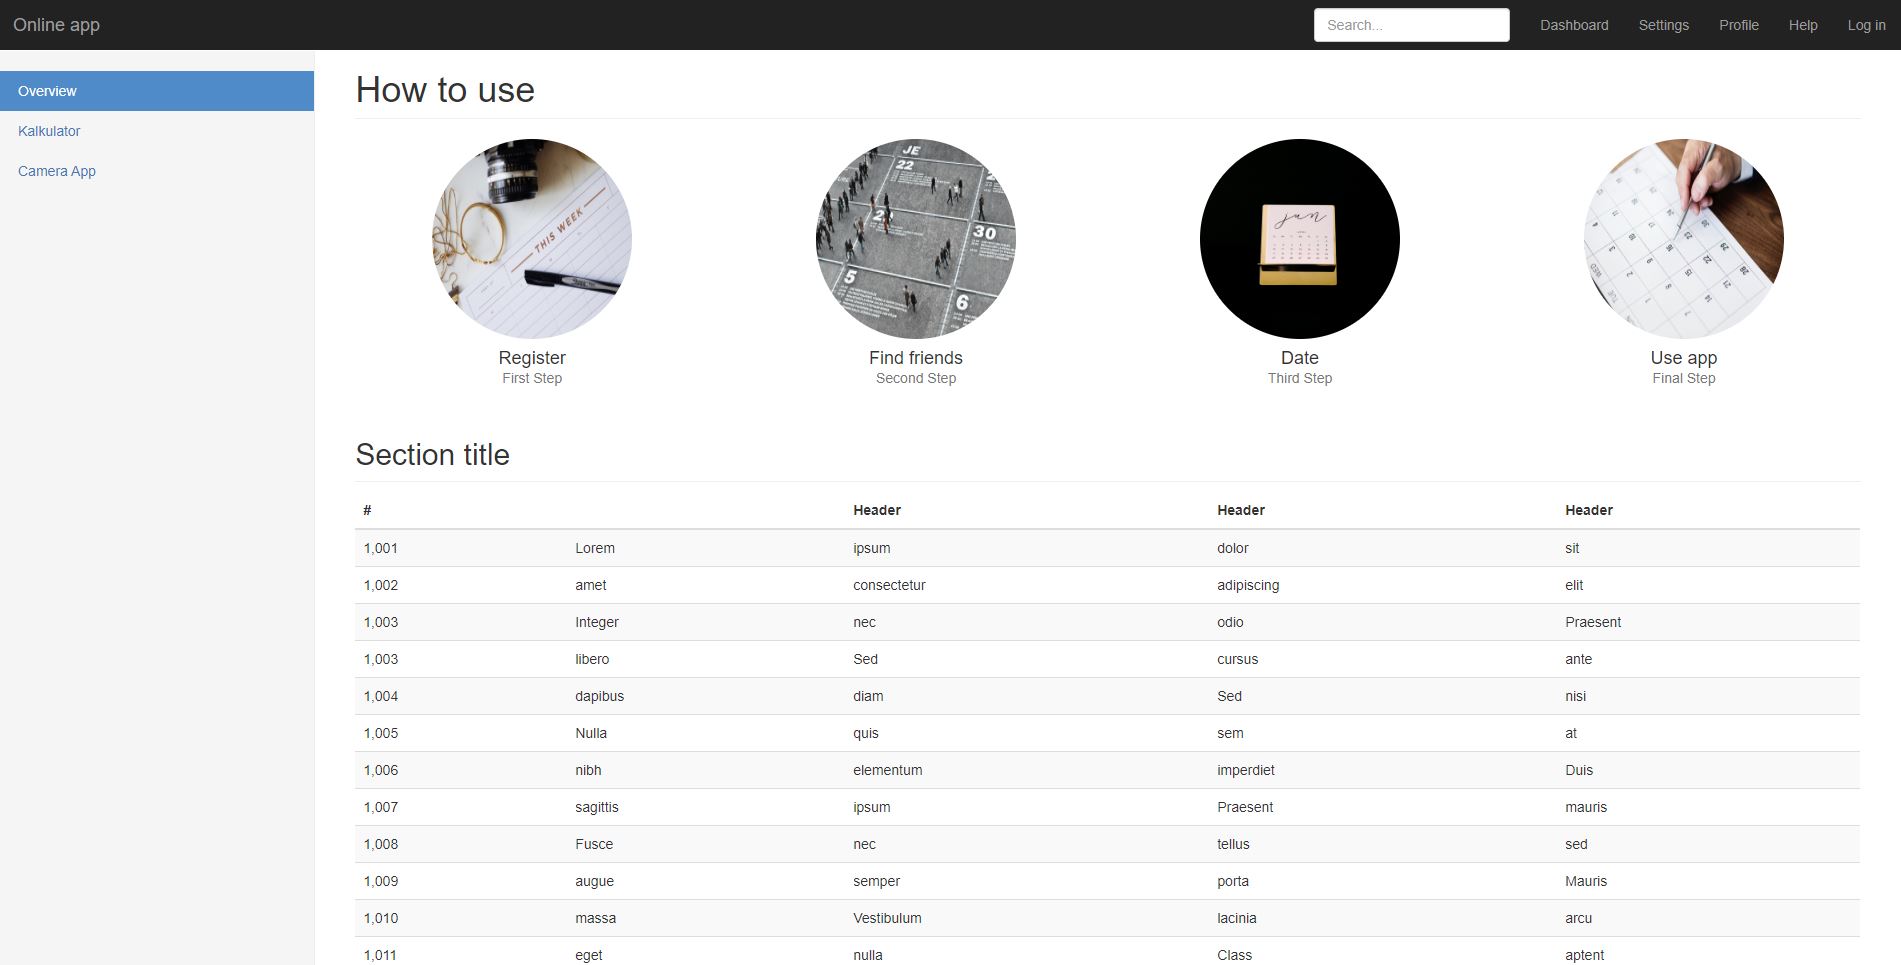 Online app
Search...
Dashboard
Settings
Profile
Help
Log in
Overview
Kalkulator
Camera App
How to use
THIS WEEK
JE
22
30
5
6
jun
Register
First Step
Find friends
Second Step
Date
Third Step
Use app
Final Step
Section title
# Header Header Header
1,001 Lorem ipsum dolor sit
1,002 amet consectetur adipiscing elit
1,003 Integer nec odio Praesent
1,003 libero Sed cursus ante
1,004 dapibus diam Sed nisi
1,005 Nulla quis sem at
1,006 nibh elementum imperdiet Duis
1,007 sagittis ipsum Praesent mauris
1,008 Fusce nec tellus sed
1,009 augue semper porta Mauris
1,010 massa Vestibulum lacinia arcu
1,011 eget nulla Class aptent